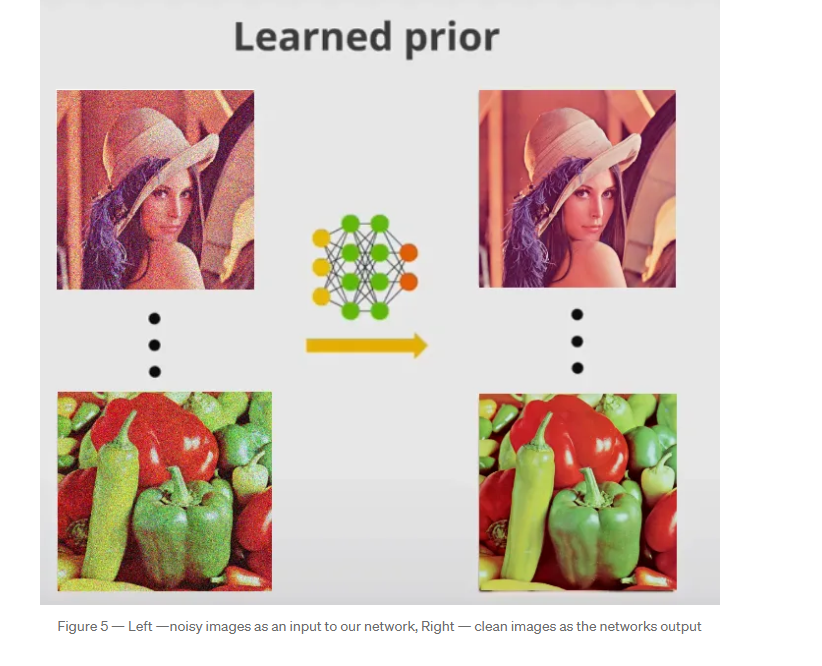 Learned prior
Figure 5 — Left —noisy images as an input to our network, Right — clean images as the networks output